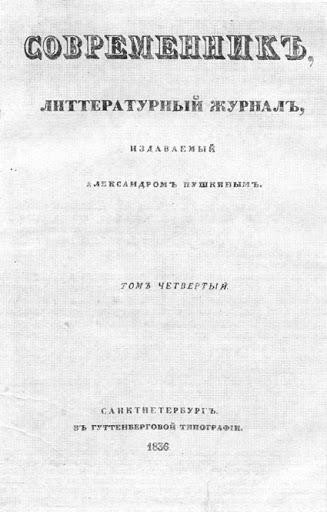 СОВРЕМЕННИКЪ,
ЛИТТЕРАТУРНЫЙ ЖУРНАЛЪ,
ИЗДАВАЕМЫЙ
АЛЕКСАНДРОМЪ ПУШКИНЫМЪ.
ТОМЪ ЧЕТВЕРТЫЙ.
САНКТПЕТЕРБУРГЪ.
ВЪ ГУТТЕНБЕРГОВОЙ ТИПОГРАФІИ.
1836